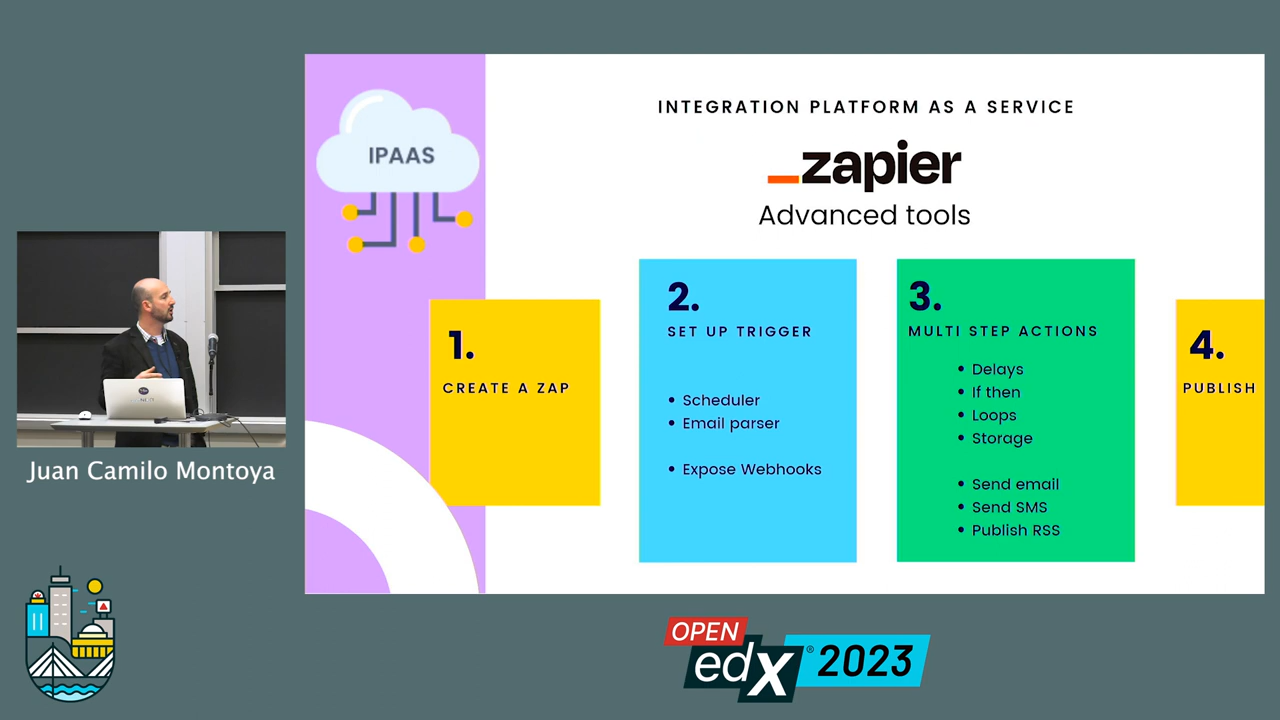 INTEGRATION PLATFORM AS A SERVICE
IPAAS
zapier
Advanced tools
1.
CREATE A ZAP
2.
SET UP TRIGGER
• Scheduler
• Email parser
• Expose Webhooks
3.
MULTI STEP ACTIONS
• Delays
• If then
• Loops
• Storage
• Send email
• Send SMS
• Publish RSS
4.
PUBLISH
Juan Camilo Montoya
OPEN
edX® 2023